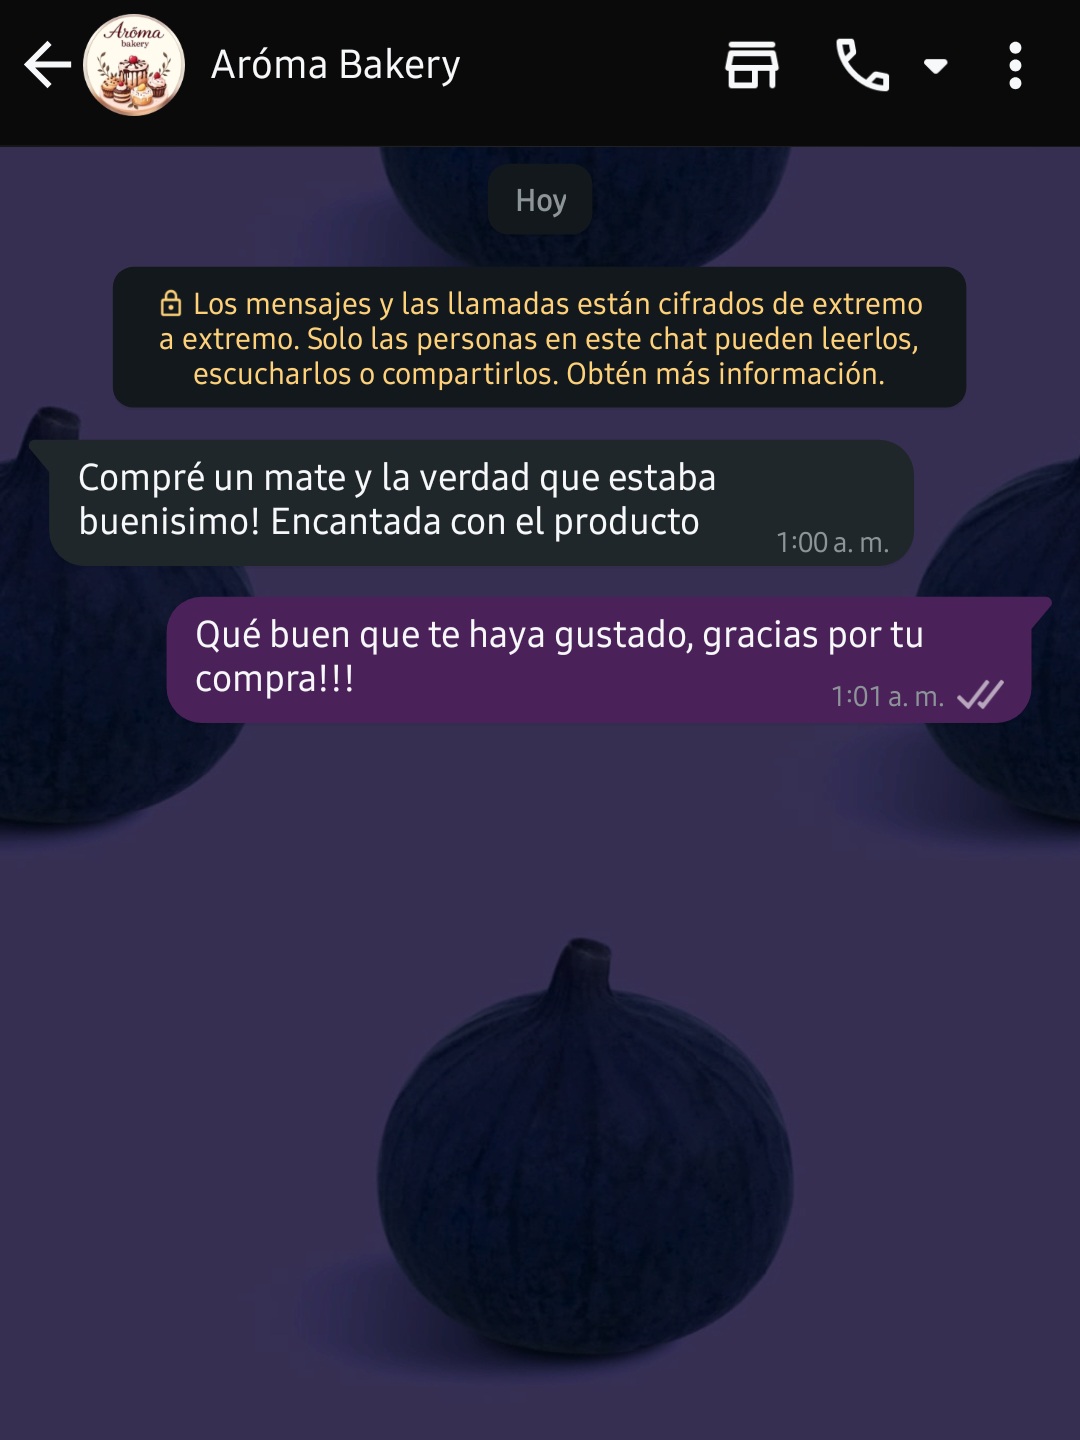 Aróma
bakery
Aróma Bakery
Hoy
Los mensajes y las llamadas están cifrados de extremo
a extremo. Solo las personas en este chat pueden leerlos,
escucharlos o compartirlos. Obtén más información.
Compré un mate y la verdad que estaba
buenisimo! Encantada con el producto
1:00 a. m.
Qué buen que te haya gustado, gracias por tu
compra!!!
1:01 a. m.